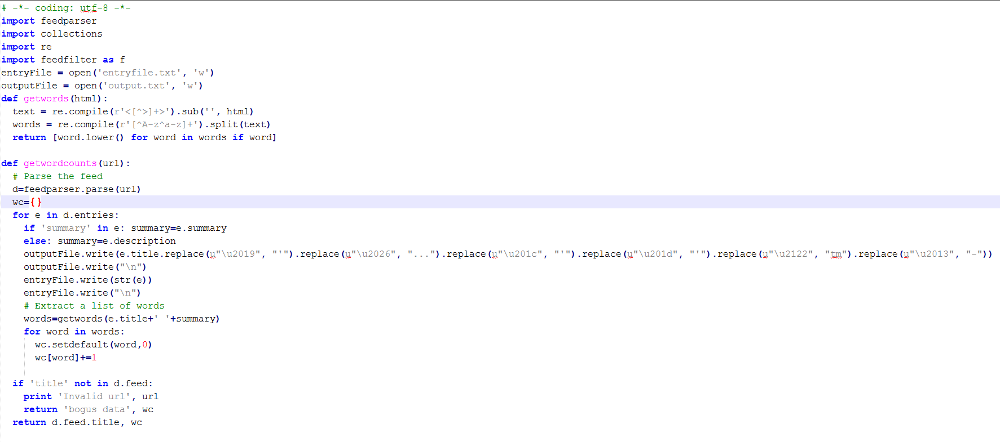 # -*- coding: utf-8 -*-
import feedparser
import collections
import re
import feedfilter as f
entryFile = open('entryfile.txt', 'w')
outputFile = open('output.txt', 'w')
def getwords(html):
  text = re.compile(r'<[^>]+>').sub('', html)
  words = re.compile(r'[^A-z^a-z]+').split(text)
  return [word.lower() for word in words if word]

def getwordcounts(url):
  # Parse the feed
  d=feedparser.parse(url)
  wc={}
  for e in d.entries:
    if 'summary' in e: summary=e.summary
    else: summary=e.description
    outputFile.write(e.title.replace(u"\u2019", "'").replace(u"\u2026", "...").replace(u"\u201c", "'").replace(u"\u201d", "'").replace(u"\u2122", "tm").replace(u"\u2013", "-"))
    outputFile.write("\n")
    entryFile.write(str(e))
    entryFile.write("\n")
    # Extract a list of words
    words=getwords(e.title+' '+summary)
    for word in words:
      wc.setdefault(word,0)
      wc[word]+=1

  if 'title' not in d.feed:
    print 'Invalid url', url
    return 'bogus data', wc
  return d.feed.title, wc